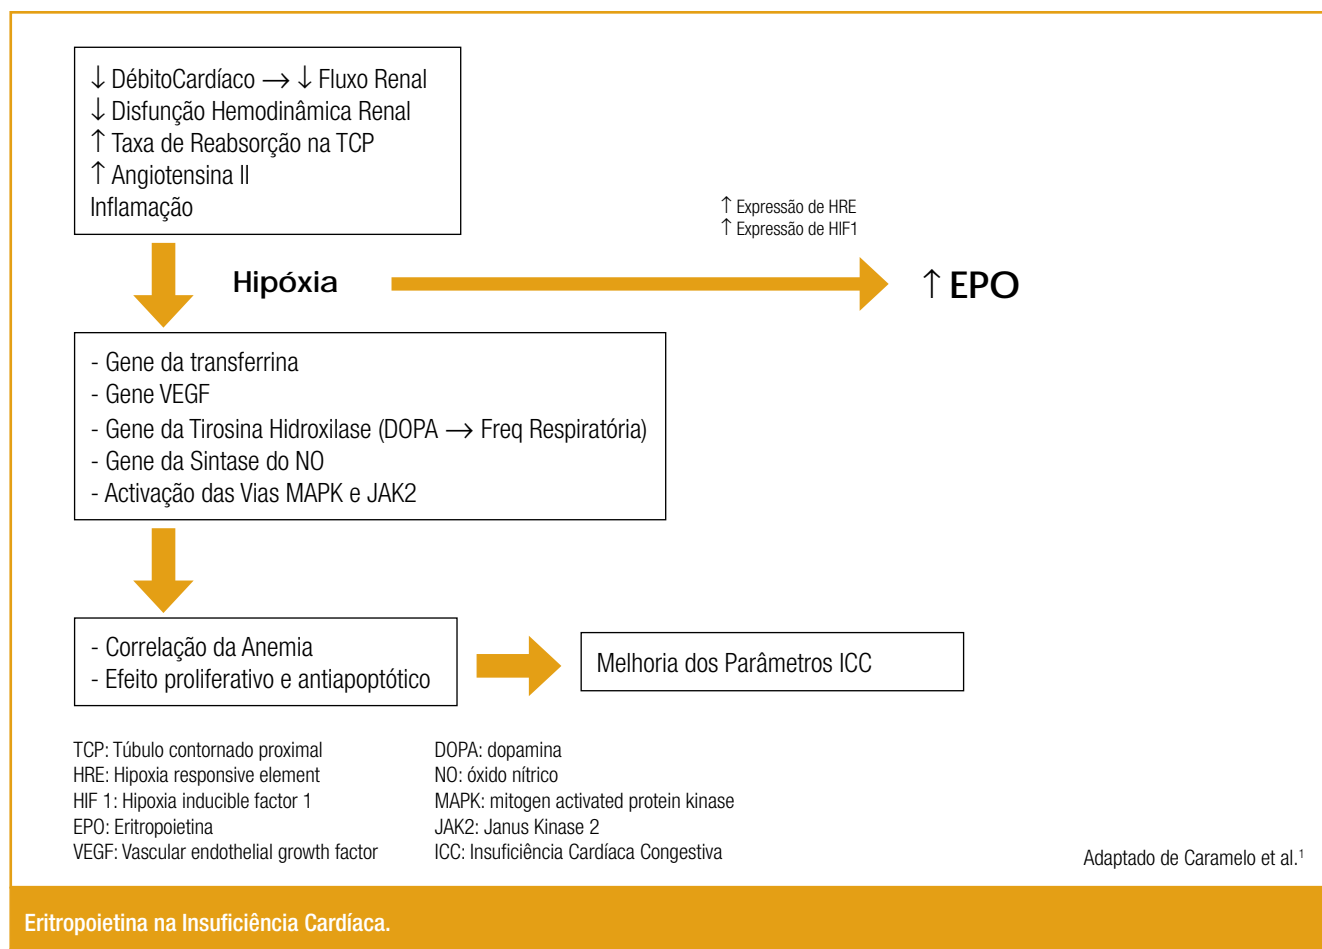 ↓ DébitoCardíaco → ↓ Fluxo Renal
↓ Disfunção Hemodinâmica Renal
↑ Taxa de Reabsorção na TCP
↑ Angiotensina II
Inflamação
↑ Expressão de HRE
↑ Expressão de HIF1
Hipóxia
↑ EPO
- Gene da transferrina
- Gene VEGF
- Gene da Tirosina Hidroxilase (DOPA → Freq Respiratória)
- Gene da Sintase do NO
- Activação das Vias MAPK e JAK2
- Correlação da Anemia
- Efeito proliferativo e antiapoptótico
Melhoria dos Parâmetros ICC
TCP: Túbulo contornado proximal
HRE: Hipoxia responsive element
HIF 1: Hipoxia inducible factor 1
EPO: Eritropoietina
VEGF: Vascular endothelial growth factor
DOPA: dopamina
NO: óxido nítrico
MAPK: mitogen activated protein kinase
JAK2: Janus Kinase 2
ICC: Insuficiência Cardíaca Congestiva
Adaptado de Caramelo et al.¹
Eritropoietina na Insuficiência Cardíaca.